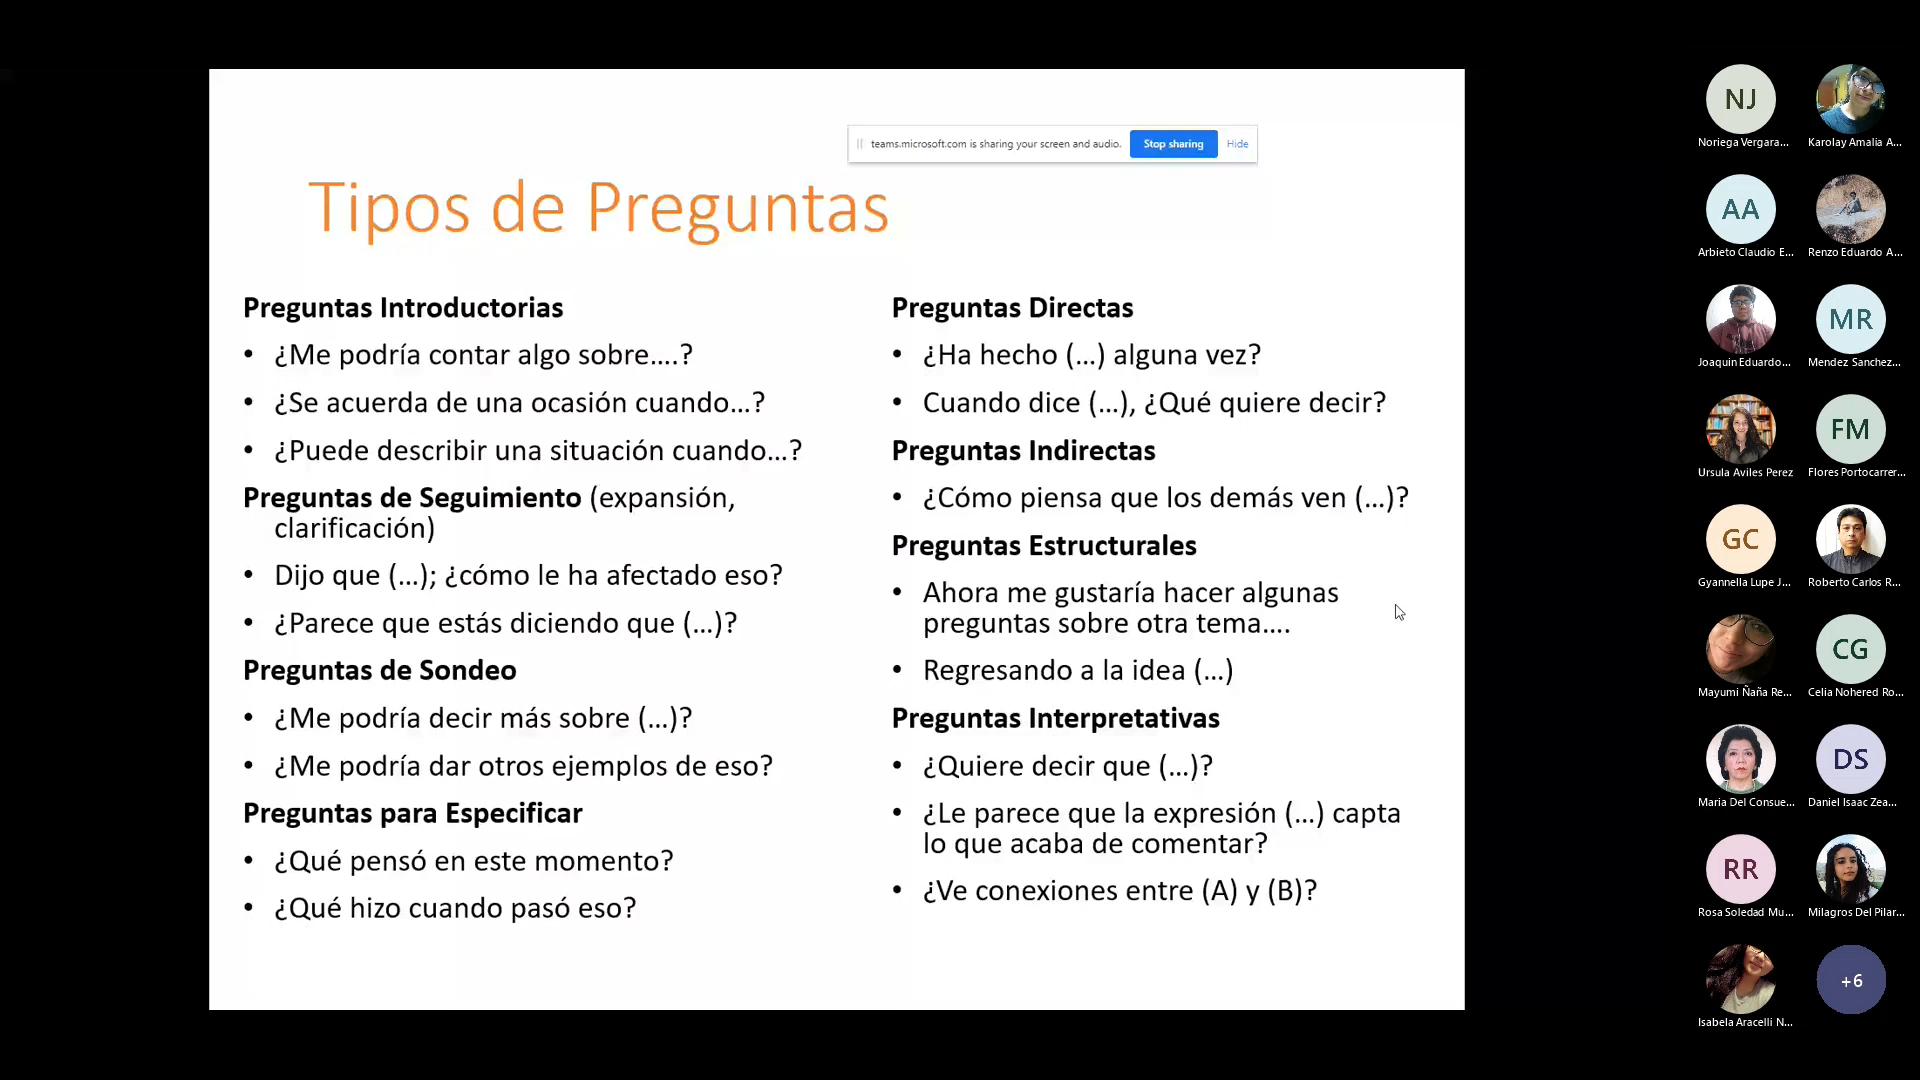 teams.microsoft.com is sharing your screen and audio.
Stop sharing
Hide
Tipos de Preguntas
Preguntas Introductorias
• ¿Me podría contar algo sobre....?
• ¿Se acuerda de una ocasión cuando...?
• ¿Puede describir una situación cuando...?
Preguntas de Seguimiento (expansión,
clarificación)
• Dijo que (...); ¿cómo le ha afectado eso?
• ¿Parece que estás diciendo que (...)?
Preguntas de Sondeo
• ¿Me podría decir más sobre (...)?
• ¿Me podría dar otros ejemplos de eso?
Preguntas para Especificar
• ¿Qué pensó en este momento?
• ¿Qué hizo cuando pasó eso?
Preguntas Directas
• ¿Ha hecho (...) alguna vez?
• Cuando dice (...), ¿Qué quiere decir?
Preguntas Indirectas
• ¿Cómo piensa que los demás ven (...)?
Preguntas Estructurales
• Ahora me gustaría hacer algunas
preguntas sobre otra tema....
• Regresando a la idea (...)
Preguntas Interpretativas
• ¿Quiere decir que (...)?
• ¿Le parece que la expresión (...) capta
lo que acaba de comentar?
• ¿Ve conexiones entre (A) y (B)?
NJ
Noriega Vergara...
Karolay Amalia A...
AA
Arbieto Claudio E...
Renzo Eduardo A...
Joaquin Eduardo...
MR
Mendez Sanchez...
Ursula Aviles Perez
FM
Flores Portocarrer...
GC
Gyannella Lupe J...
Roberto Carlos R...
Mayumi Ñaña Re...
CG
Celia Nohered Ro...
Maria Del Consue...
DS
Daniel Isaac Zea...
RR
Rosa Soledad Mu...
Milagros Del Pilar...
Isabela Aracelli N...
+6